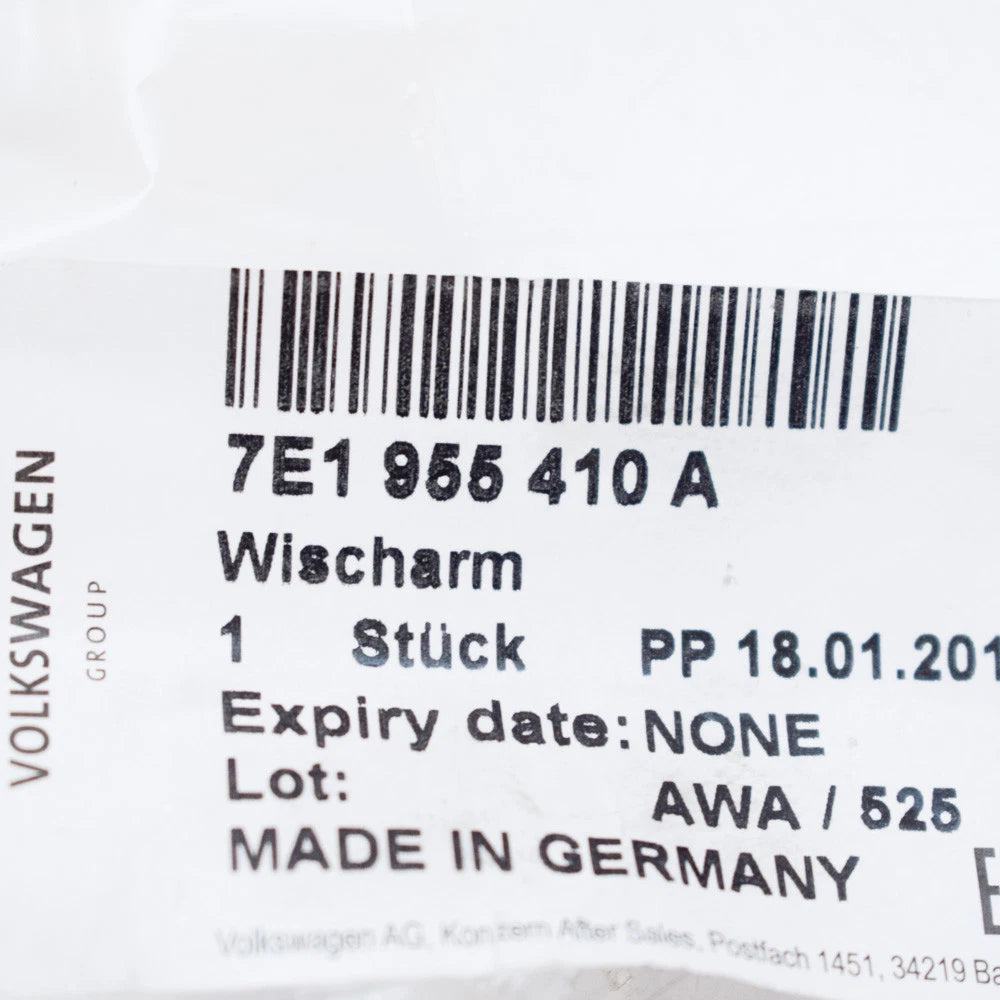 VOLKSWAGEN
GROUP
7E1 955 410 A
Wischarm
1 Stück PP 18.01.201
Expiry date: NONE
Lot: AWA / 525
MADE IN GERMANY
Volkswagen AG, Konzern After Sales, Postfach 1451, 34219 Ba